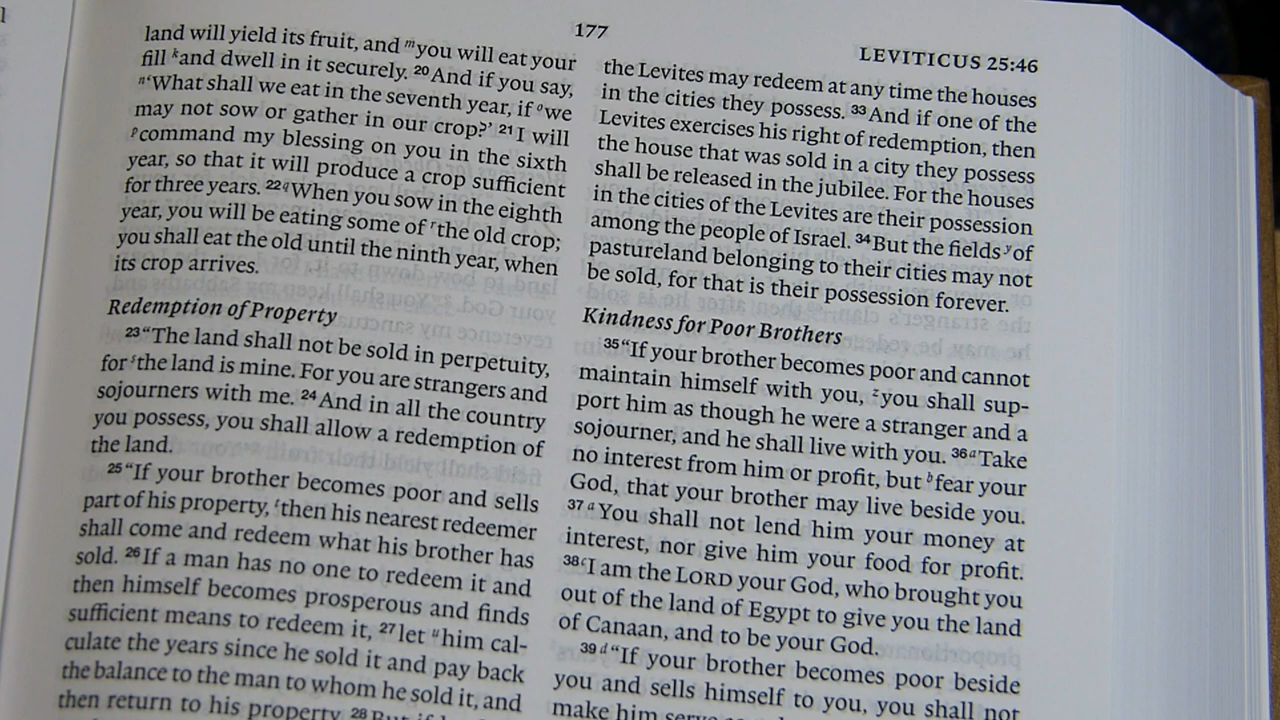 177
LEVITICUS 25:46
land will yield its fruit, and ᵐyou will eat your
fill ᵏand dwell in it securely. ²⁰And if you say,
ⁿ‘What shall we eat in the seventh year, if ᵒwe
may not sow or gather in our crop?’ ²¹I will
ᵖcommand my blessing on you in the sixth
year, so that it will produce a crop sufficient
for three years. ²²qWhen you sow in the eighth
year, you will be eating some of ʳthe old crop;
you shall eat the old until the ninth year, when
its crop arrives.
Redemption of Property
²³“The land shall not be sold in perpetuity,
for ˢthe land is mine. For you are strangers and
sojourners with me. ²⁴And in all the country
you possess, you shall allow a redemption of
the land.
²⁵“If your brother becomes poor and sells
part of his property, ᵗthen his nearest redeemer
shall come and redeem what his brother has
sold. ²⁶If a man has no one to redeem it and
then himself becomes prosperous and finds
sufficient means to redeem it, ²⁷let ᵘhim cal-
culate the years since he sold it and pay back
the balance to the man to whom he sold it, and
then return to his property. ²⁸But if he
the Levites may redeem at any time the houses
in the cities they possess. ³³And if one of the
Levites exercises his right of redemption, then
the house that was sold in a city they possess
shall be released in the jubilee. For the houses
in the cities of the Levites are their possession
among the people of Israel. ³⁴But the fields ʸof
pastureland belonging to their cities may not
be sold, for that is their possession forever.
Kindness for Poor Brothers
³⁵“If your brother becomes poor and cannot
maintain himself with you, ᶻyou shall sup-
port him as though he were a stranger and a
sojourner, and he shall live with you. ³⁶ᵃTake
no interest from him or profit, but ᵇfear your
God, that your brother may live beside you.
³⁷ᵃYou shall not lend him your money at
interest, nor give him your food for profit.
³⁸ᶜI am the LORD your God, who brought you
out of the land of Egypt to give you the land
of Canaan, and to be your God.
³⁹ᵈ“If your brother becomes poor beside
you and sells himself to you, you shall not
make him serve